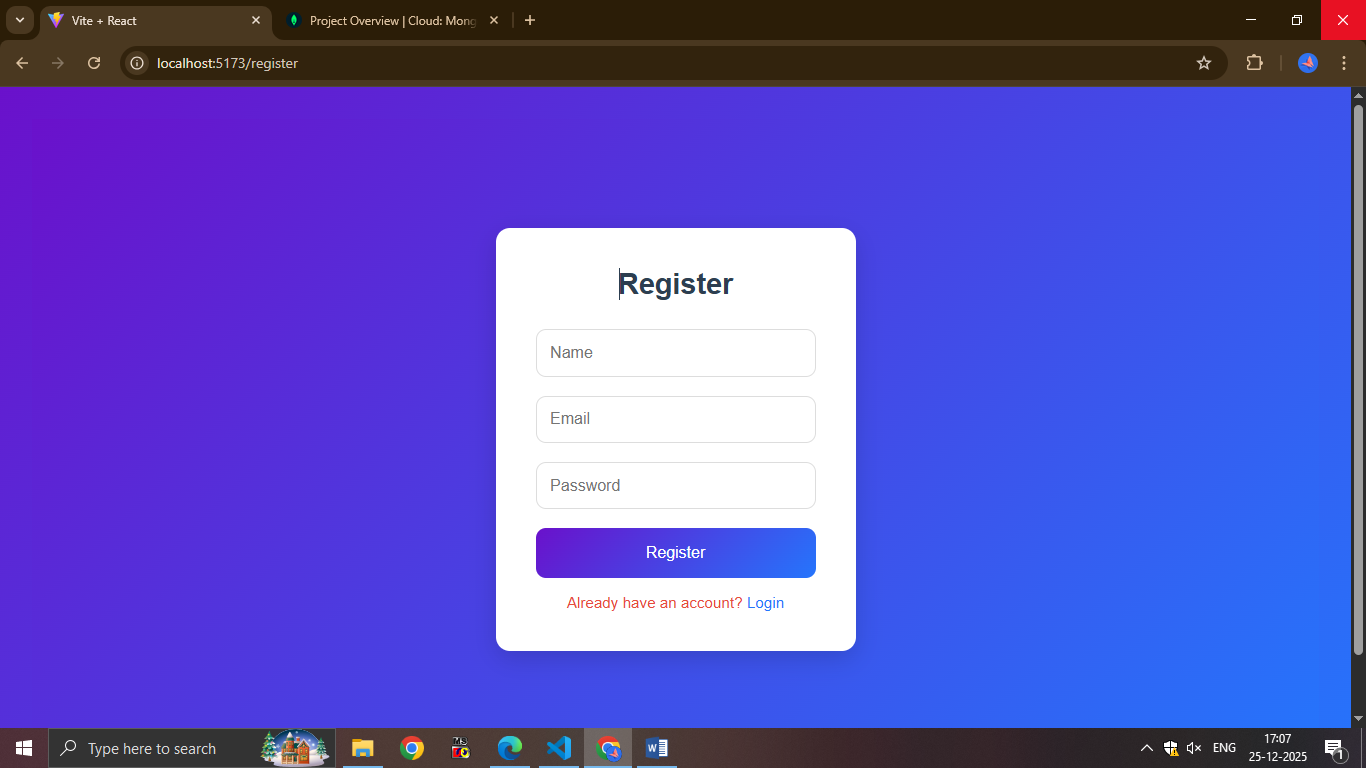 Vite + React
Project Overview | Cloud: Mong
localhost:5173/register
Register
Name
Email
Password
Register
Already have an account? Login
Type here to search
ENG
17:07
25-12-2025
1